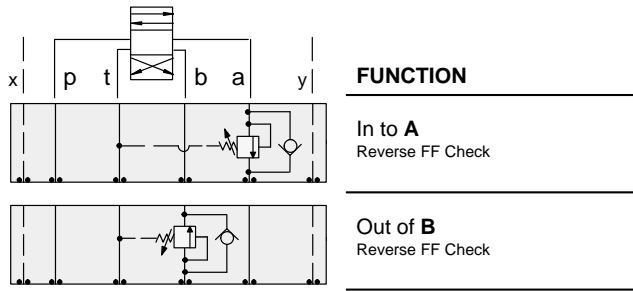 x p t b a y
FUNCTION
In to A
Reverse FF Check
Out of B
Reverse FF Check